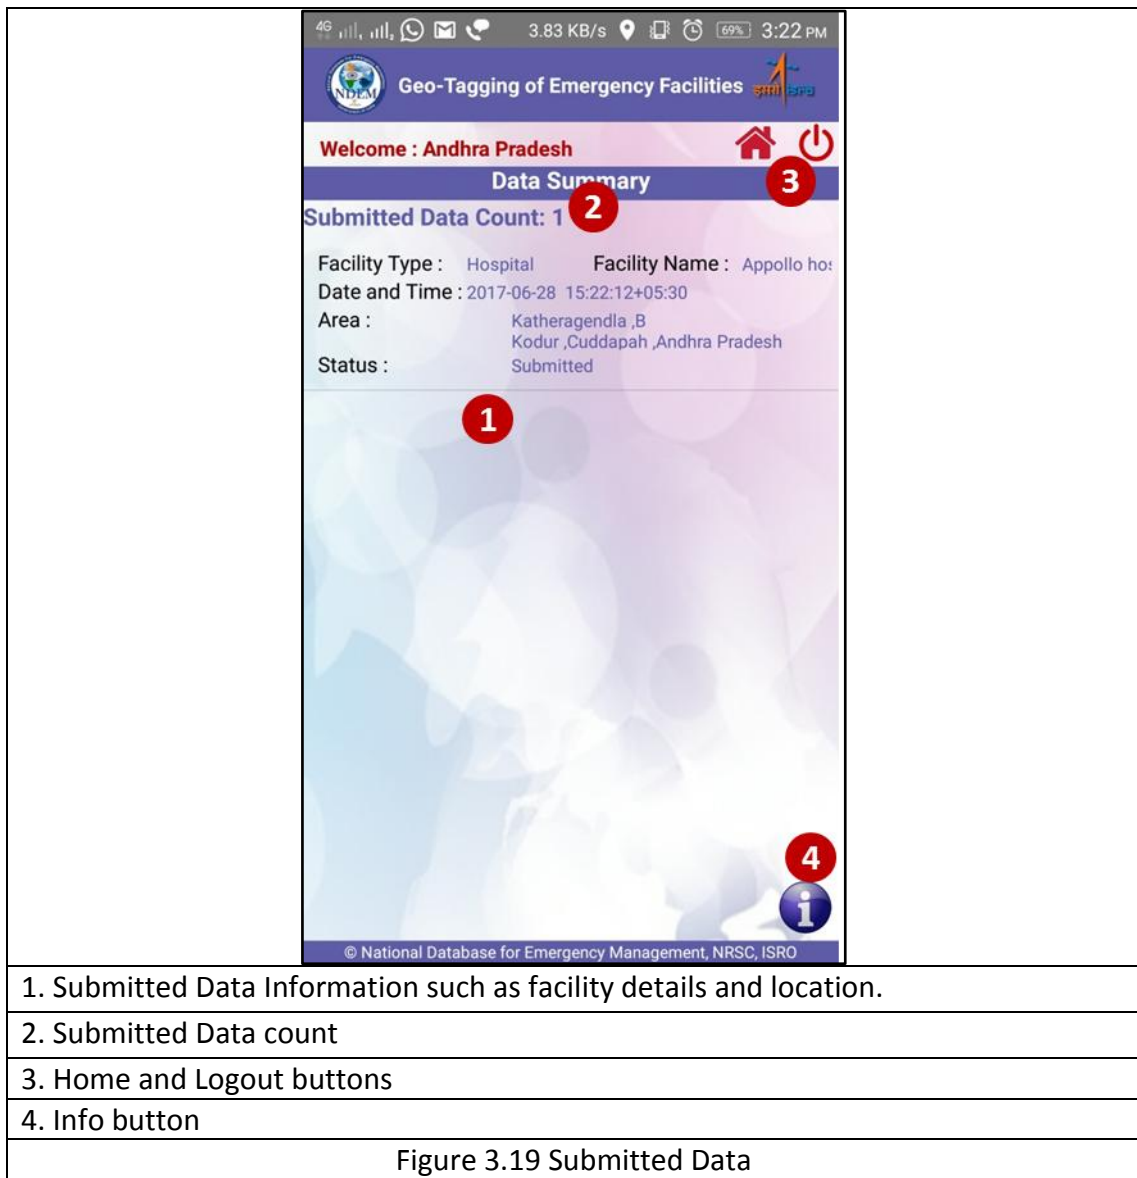 4G 3.83 KB/s 69% 3:22 PM
NDEM Geo-Tagging of Emergency Facilities इसरो isro
Welcome : Andhra Pradesh
3
Data Summary
2
Submitted Data Count: 1
Facility Type : Hospital Facility Name : Appollo hos
Date and Time : 2017-06-28 15:22:12+05:30
Area : Katheragendla ,B
Kodur ,Cuddapah ,Andhra Pradesh
Status : Submitted
1
4
i
© National Database for Emergency Management, NRSC, ISRO
1. Submitted Data Information such as facility details and location.
2. Submitted Data count
3. Home and Logout buttons
4. Info button
Figure 3.19 Submitted Data